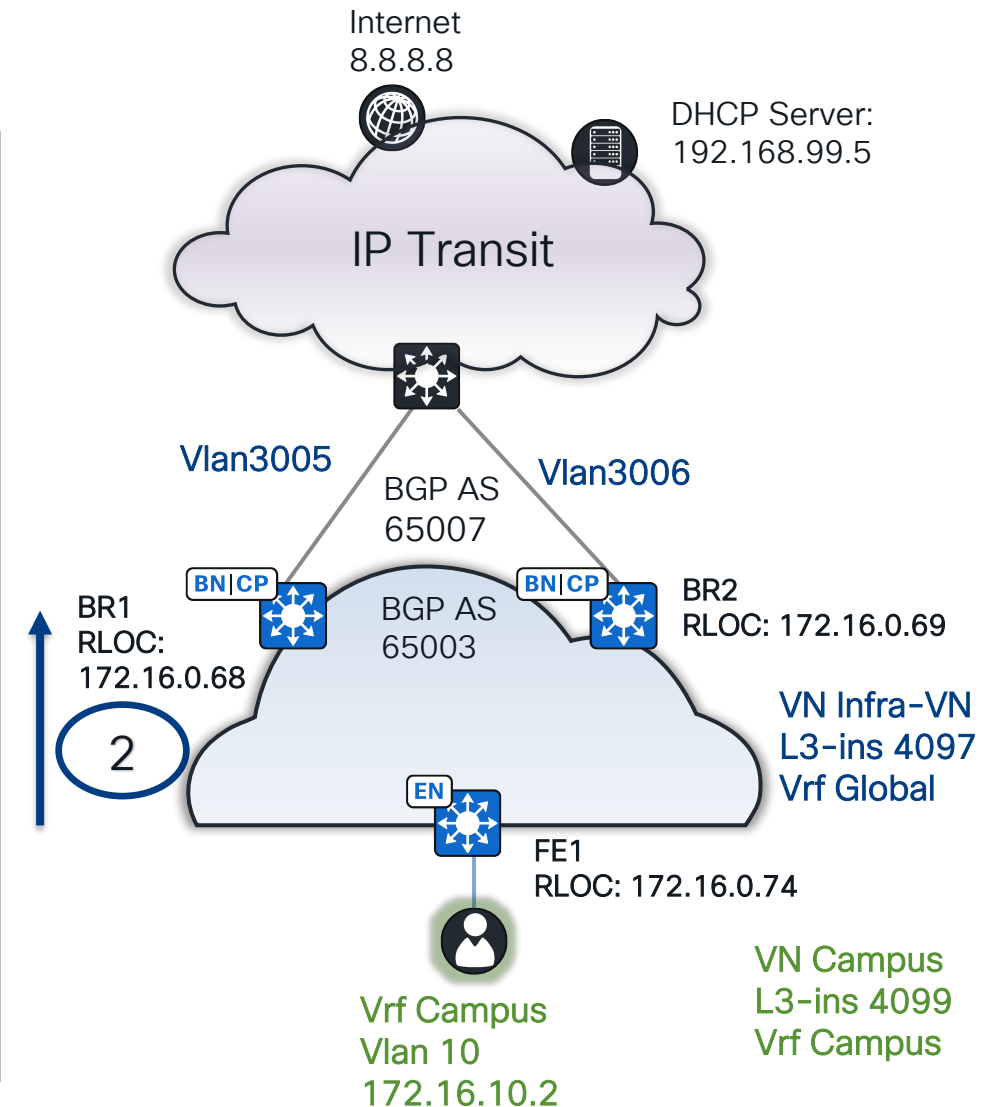 Internet
8.8.8.8
DHCP Server:
192.168.99.5
IP Transit
Vlan3005
Vlan3006
BGP AS
65007
BN|CP
BN|CP
BR1
RLOC:
172.16.0.68
BGP AS
65003
BR2
RLOC: 172.16.0.69
2
VN Infra-VN
L3-ins 4097
Vrf Global
EN
FE1
RLOC: 172.16.0.74
Vrf Campus
Vlan 10
172.16.10.2
VN Campus
L3-ins 4099
Vrf Campus